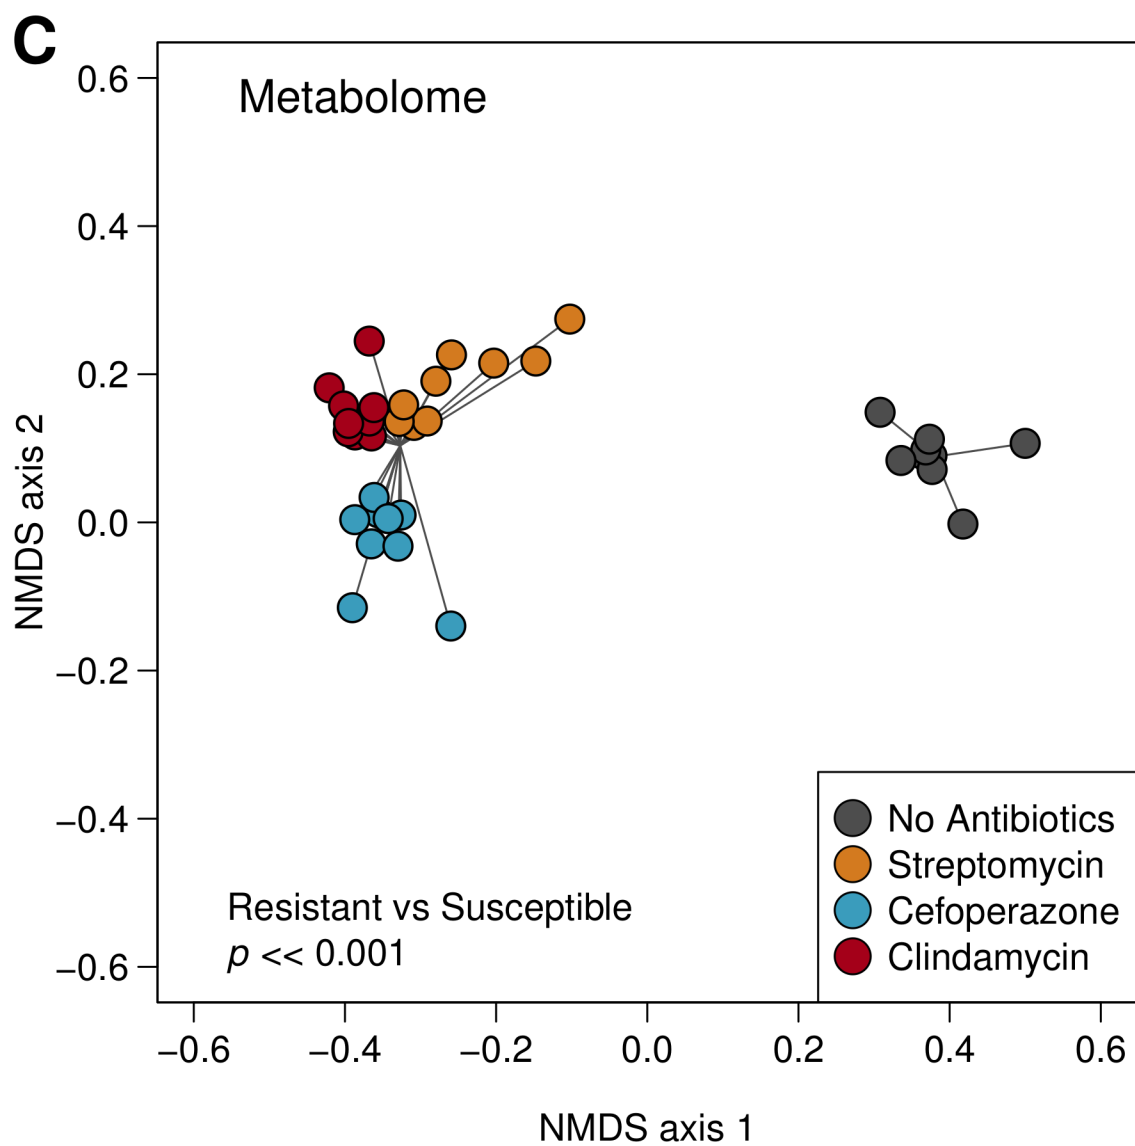 C
Metabolome
0.6
0.4
0.2
0.0
−0.2
−0.4
−0.6
NMDS axis 2
No Antibiotics
Streptomycin
Cefoperazone
Clindamycin
Resistant vs Susceptible
p << 0.001
−0.6 −0.4 −0.2 0.0 0.2 0.4 0.6
NMDS axis 1